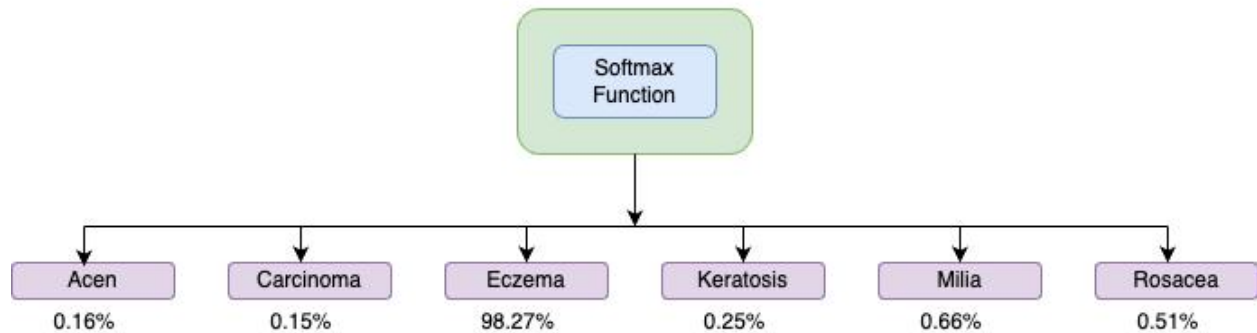 Softmax
Function
Acen Carcinoma Eczema Keratosis Milia Rosacea
0.16% 0.15% 98.27% 0.25% 0.66% 0.51%